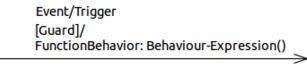 Event/Trigger
[Guard]/
FunctionBehavior: Behaviour-Expression()